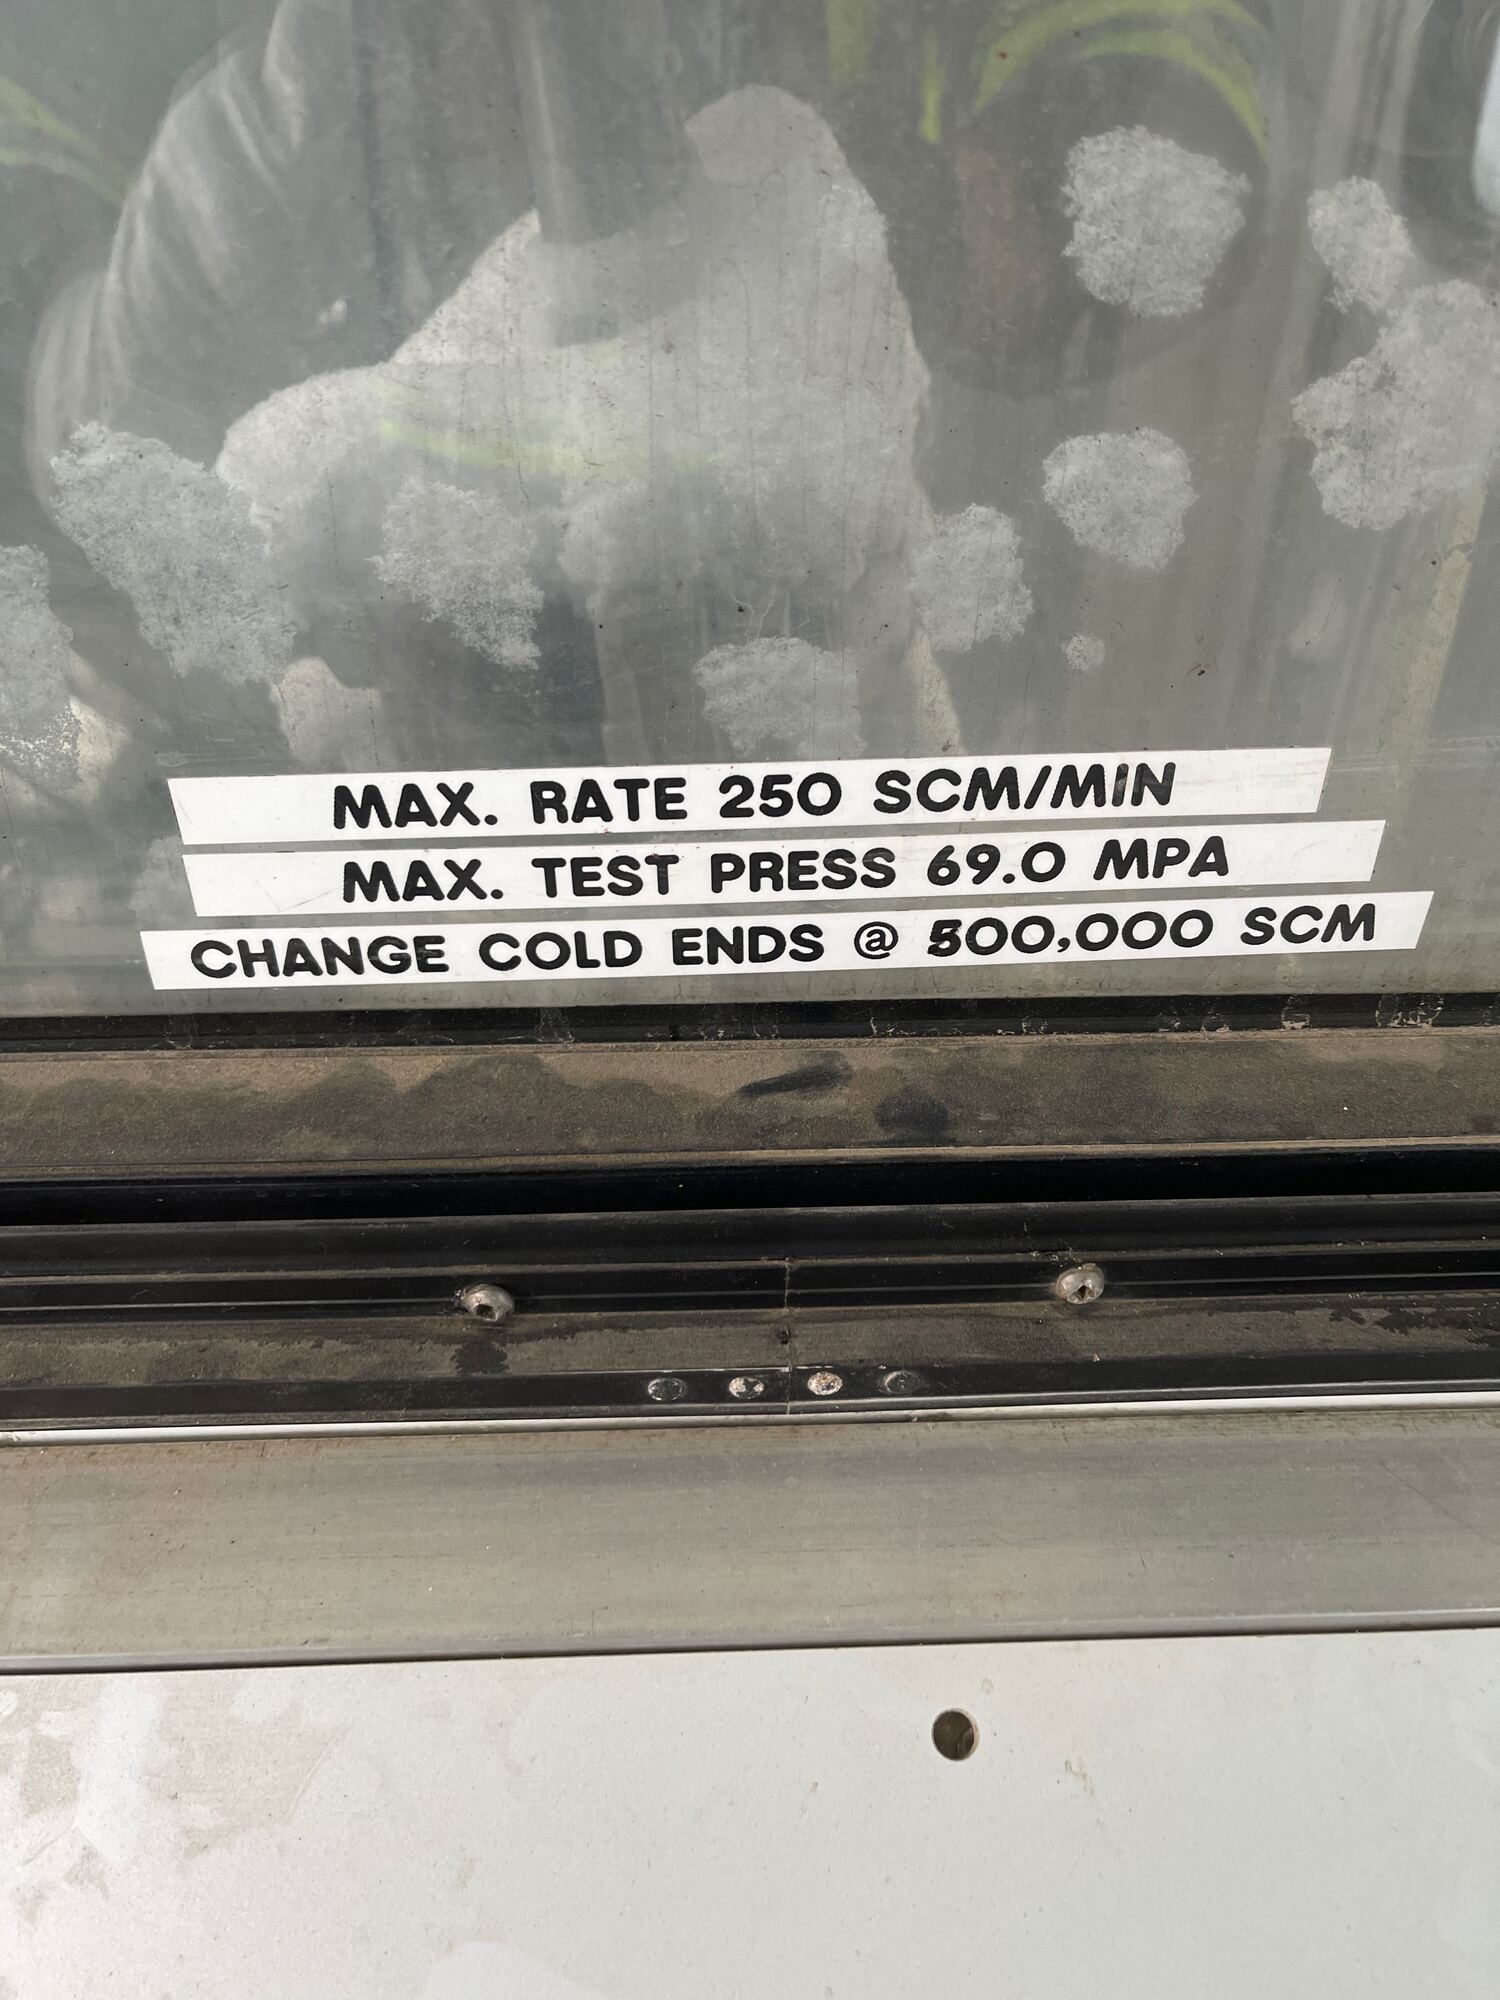 MAX. RATE 250 SCM/MIN
MAX. TEST PRESS 69.0 MPA
CHANGE COLD ENDS @ 500,000 SCM